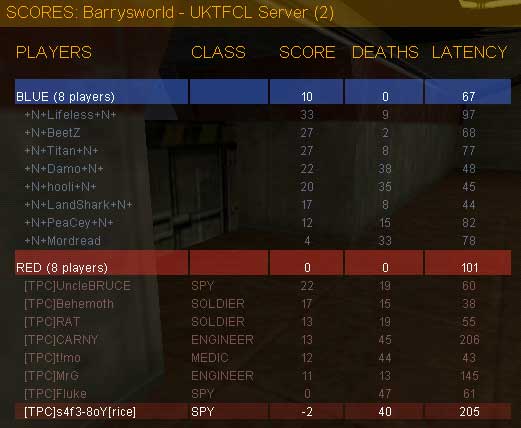 SCORES: Barrysworld - UKTFCL Server (2)
PLAYERS CLASS SCORE DEATHS LATENCY
BLUE (8 players) 10 0 67
+N+Lifeless+N+ 33 9 97
+N+BeetZ 27 2 68
+N+Titan+N+ 27 8 77
+N+Damo+N+ 22 38 48
+N+hooli+N+ 20 35 45
+N+LandShark+N+ 17 8 44
+N+PeaCey+N+ 12 15 82
+N+Mordread 4 33 78
RED (8 players) 0 0 101
[TPC]UncleBRUCE SPY 22 19 60
[TPC]Behemoth SOLDIER 17 15 38
[TPC]RAT SOLDIER 13 19 55
[TPC]CARNY ENGINEER 13 45 206
[TPC]t!mo MEDIC 12 44 43
[TPC]MrG ENGINEER 11 13 145
[TPC]Fluke SPY 0 47 61
[TPC]s4f3-8oY[rice] SPY -2 40 205